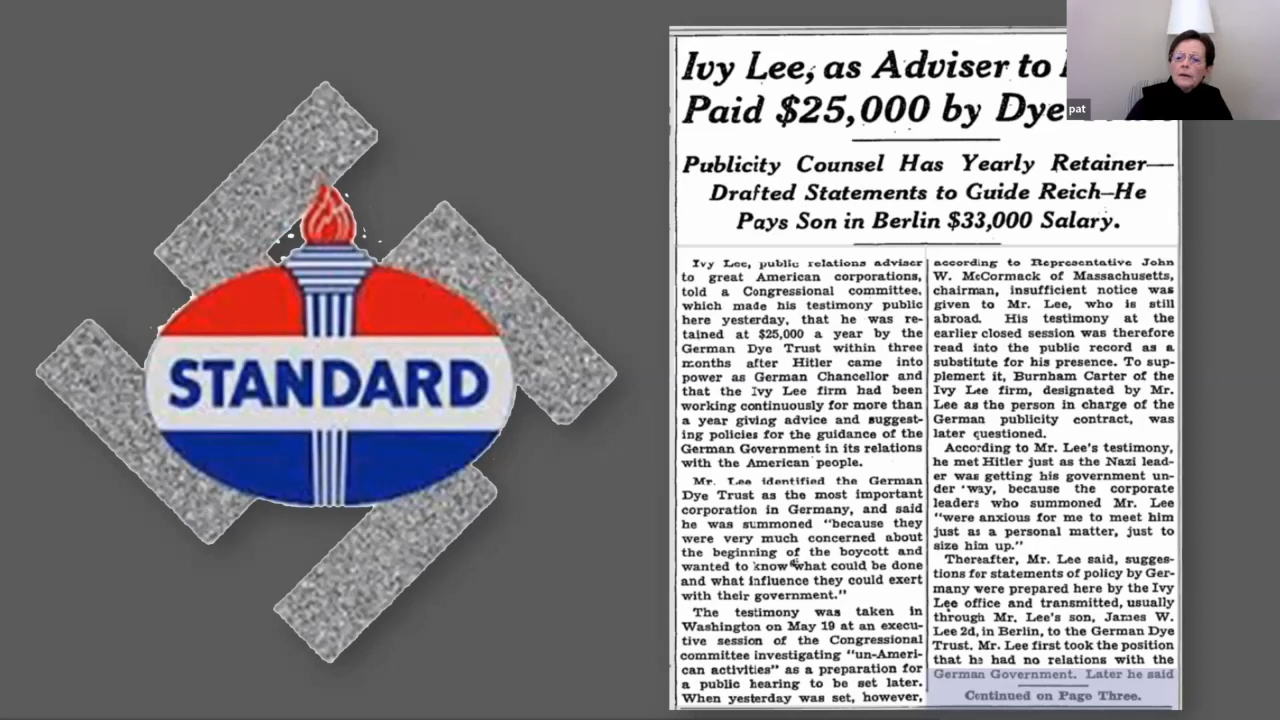 STANDARD
Ivy Lee, as Adviser to
Paid $25,000 by Dye
pat
Publicity Counsel Has Yearly Retainer—
Drafted Statements to Guide Reich—He
Pays Son in Berlin $33,000 Salary.
Ivy Lee, public relations adviser
to great American corporations,
told a Congressional committee,
which made his testimony public
here yesterday, that he was re-
tained at $25,000 a year by the
German Dye Trust within three
months after Hitler came into
power as German Chancellor and
that the Ivy Lee firm had been
working continuously for more than
a year giving advice and suggest-
ing policies for the guidance of the
German Government in its relations
with the American people.
Mr. Lee identified the German
Dye Trust as the most important
corporation in Germany, and said
he was summoned "because they
were very much concerned about
the beginning of the boycott and
wanted to know what could be done
and what influence they could exert
with their government."
The testimony was taken in
Washington on May 19 at an execu-
tive session of the Congressional
committee investigating "un-Ameri-
can activities" as a preparation for
a public hearing to be set later.
When yesterday was set, however,
according to Representative John
W. McCormack of Massachusetts,
chairman, insufficient notice was
given to Mr. Lee, who is still
abroad. His testimony at the
earlier closed session was therefore
read into the public record as a
substitute for his presence. To sup-
plement it, Burnham Carter of the
Ivy Lee firm, designated by Mr.
Lee as the person in charge of the
German publicity contract, was
later questioned.
According to Mr. Lee's testimony,
he met Hitler just as the Nazi lead-
er was getting his government un-
der way, because the corporate
leaders who summoned Mr. Lee
"were anxious for me to meet him
just as a personal matter, just to
size him up."
Thereafter, Mr. Lee said, sugges-
tions for statements of policy by Ger-
many were prepared here by the Ivy
Lee office and transmitted, usually
through Mr. Lee's son, James W.
Lee 2d, in Berlin, to the German Dye
Trust. Mr. Lee first took the position
that he had no relations with the
German Government. Later he said
Continued on Page Three.